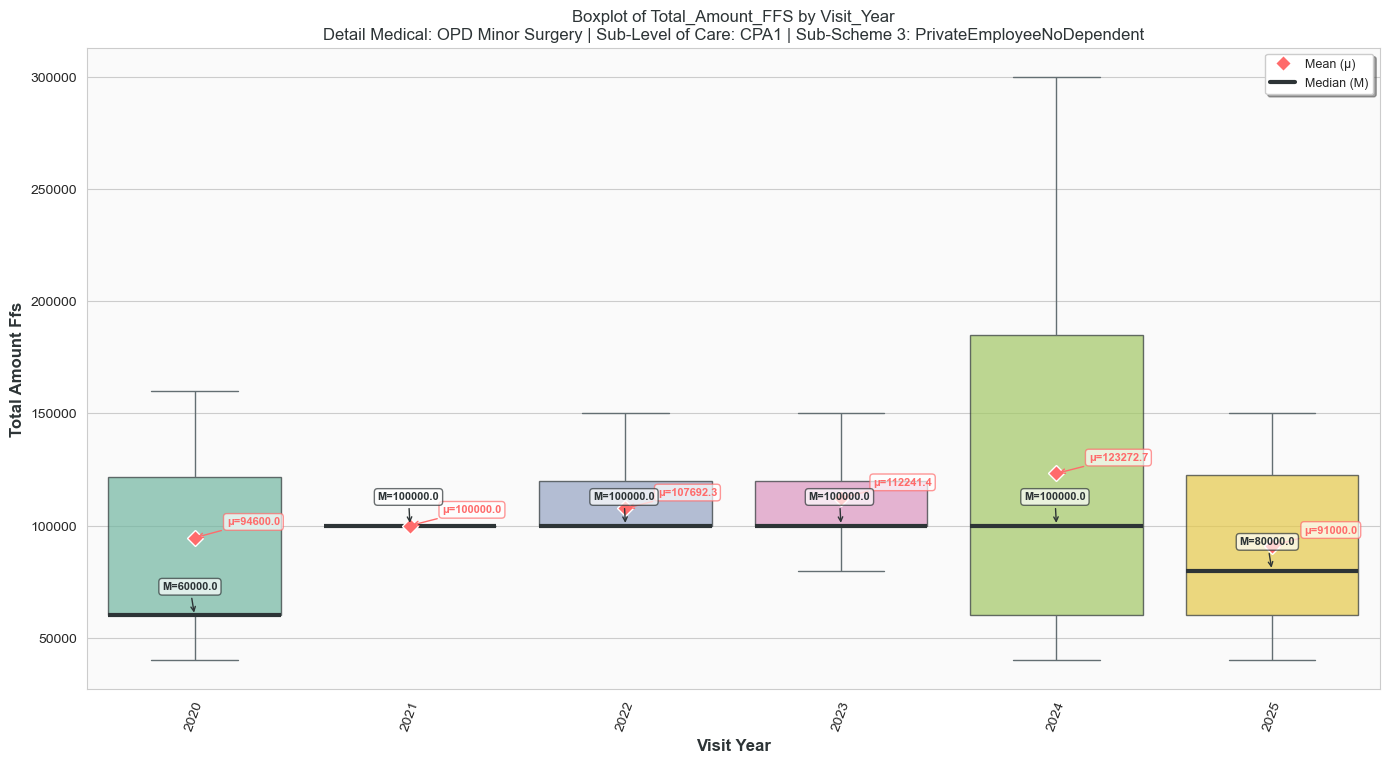 Boxplot of Total_Amount_FFS by Visit_Year
Detail Medical: OPD Minor Surgery | Sub-Level of Care: CPA1 | Sub-Scheme 3: PrivateEmployeeNoDependent
Mean (μ)
Median (M)
Total Amount Ffs
300000
250000
200000
150000
100000
50000
μ=94600.0
M=60000.0
M=100000.0
μ=100000.0
M=100000.0
μ=107692.3
M=100000.0
μ=112241.4
μ=123272.7
M=100000.0
μ=91000.0
M=80000.0
2020
2021
2022
2023
2024
2025
Visit Year